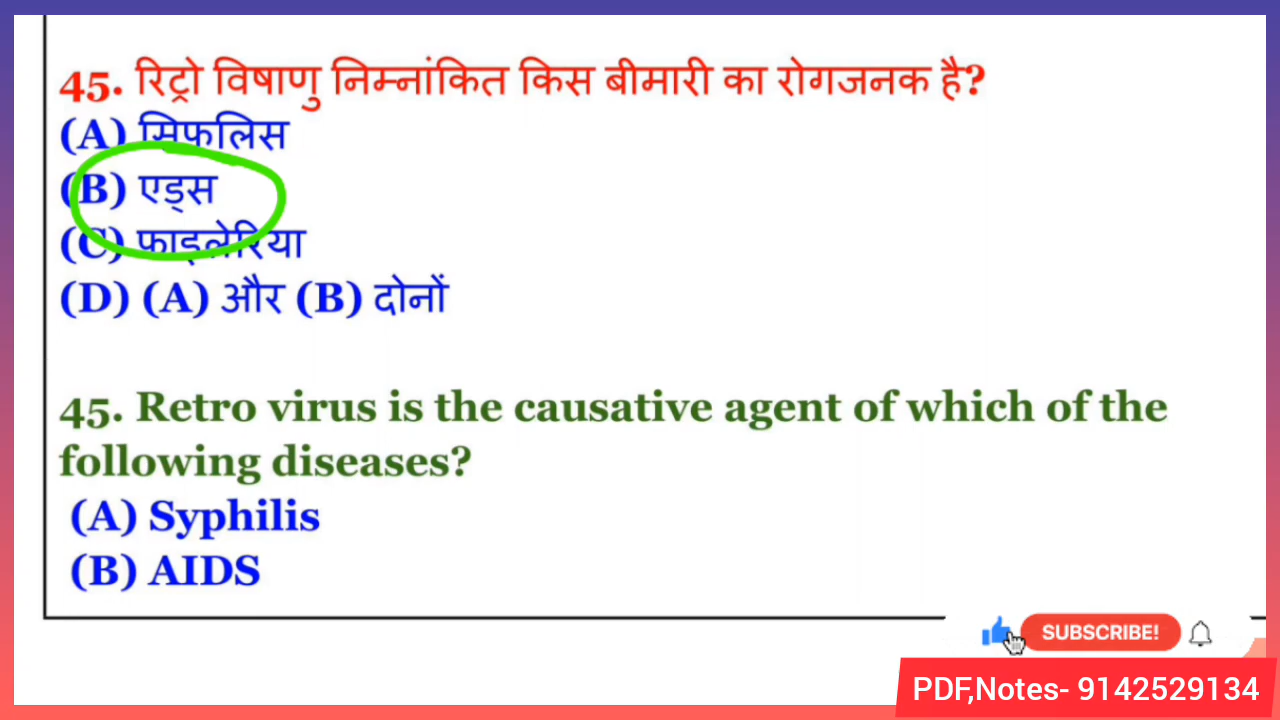 45. रिट्रो विषाणु निम्नांकित किस बीमारी का रोगजनक है?
(A) सिफलिस
(B) एड्स
(C) फाइलेरिया
(D) (A) और (B) दोनों
45. Retro virus is the causative agent of which of the
following diseases?
(A) Syphilis
(B) AIDS
SUBSCRIBE!
PDF,Notes- 9142529134